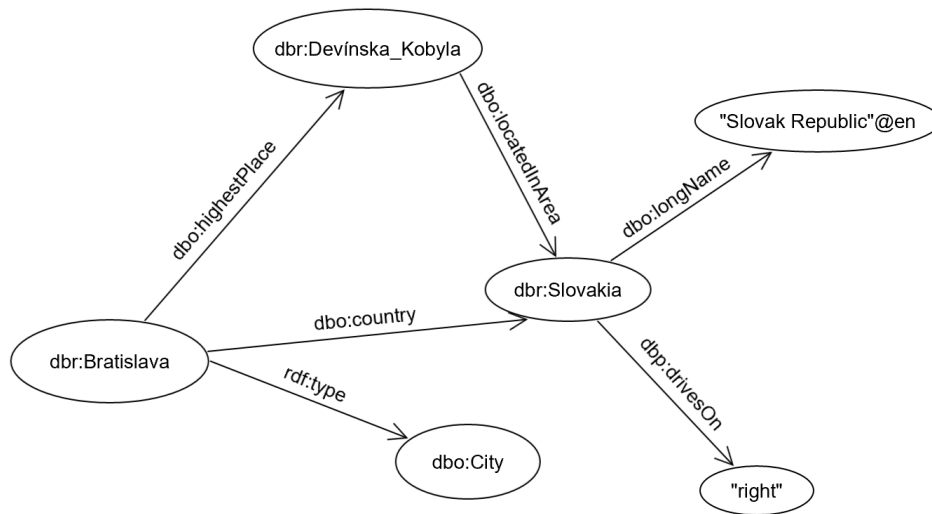 dbr:Devínska_Kobyla
dbo:locatedInArea
"Slovak Republic"@en
dbo:highestPlace
dbo:longName
dbr:Slovakia
dbo:country
dbr:Bratislava
rdf:type
dbp:drivesOn
dbo:City
"right"